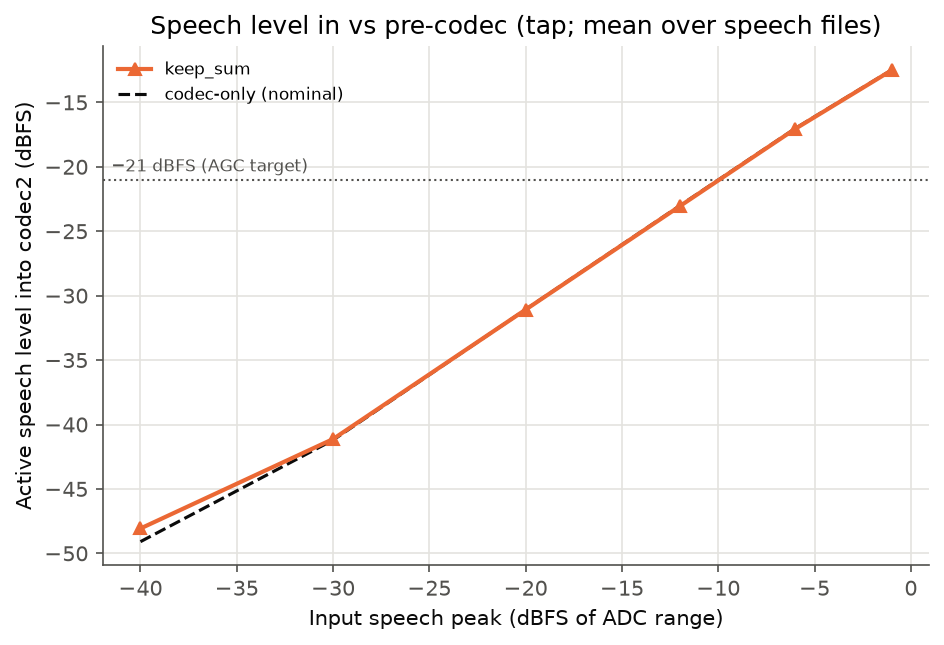 Speech level in vs pre-codec (tap; mean over speech files)
keep_sum
codec-only (nominal)
−21 dBFS (AGC target)
Active speech level into codec2 (dBFS)
−15
−20
−25
−30
−35
−40
−45
−50
−40
−35
−30
−25
−20
−15
−10
−5
0
Input speech peak (dBFS of ADC range)